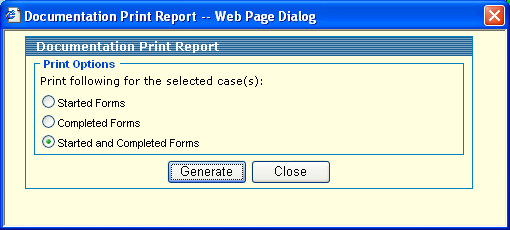 Documentation Print Report -- Web Page Dialog
Documentation Print Report
Print Options
Print following for the selected case(s):
Started Forms
Completed Forms
Started and Completed Forms
Generate Close